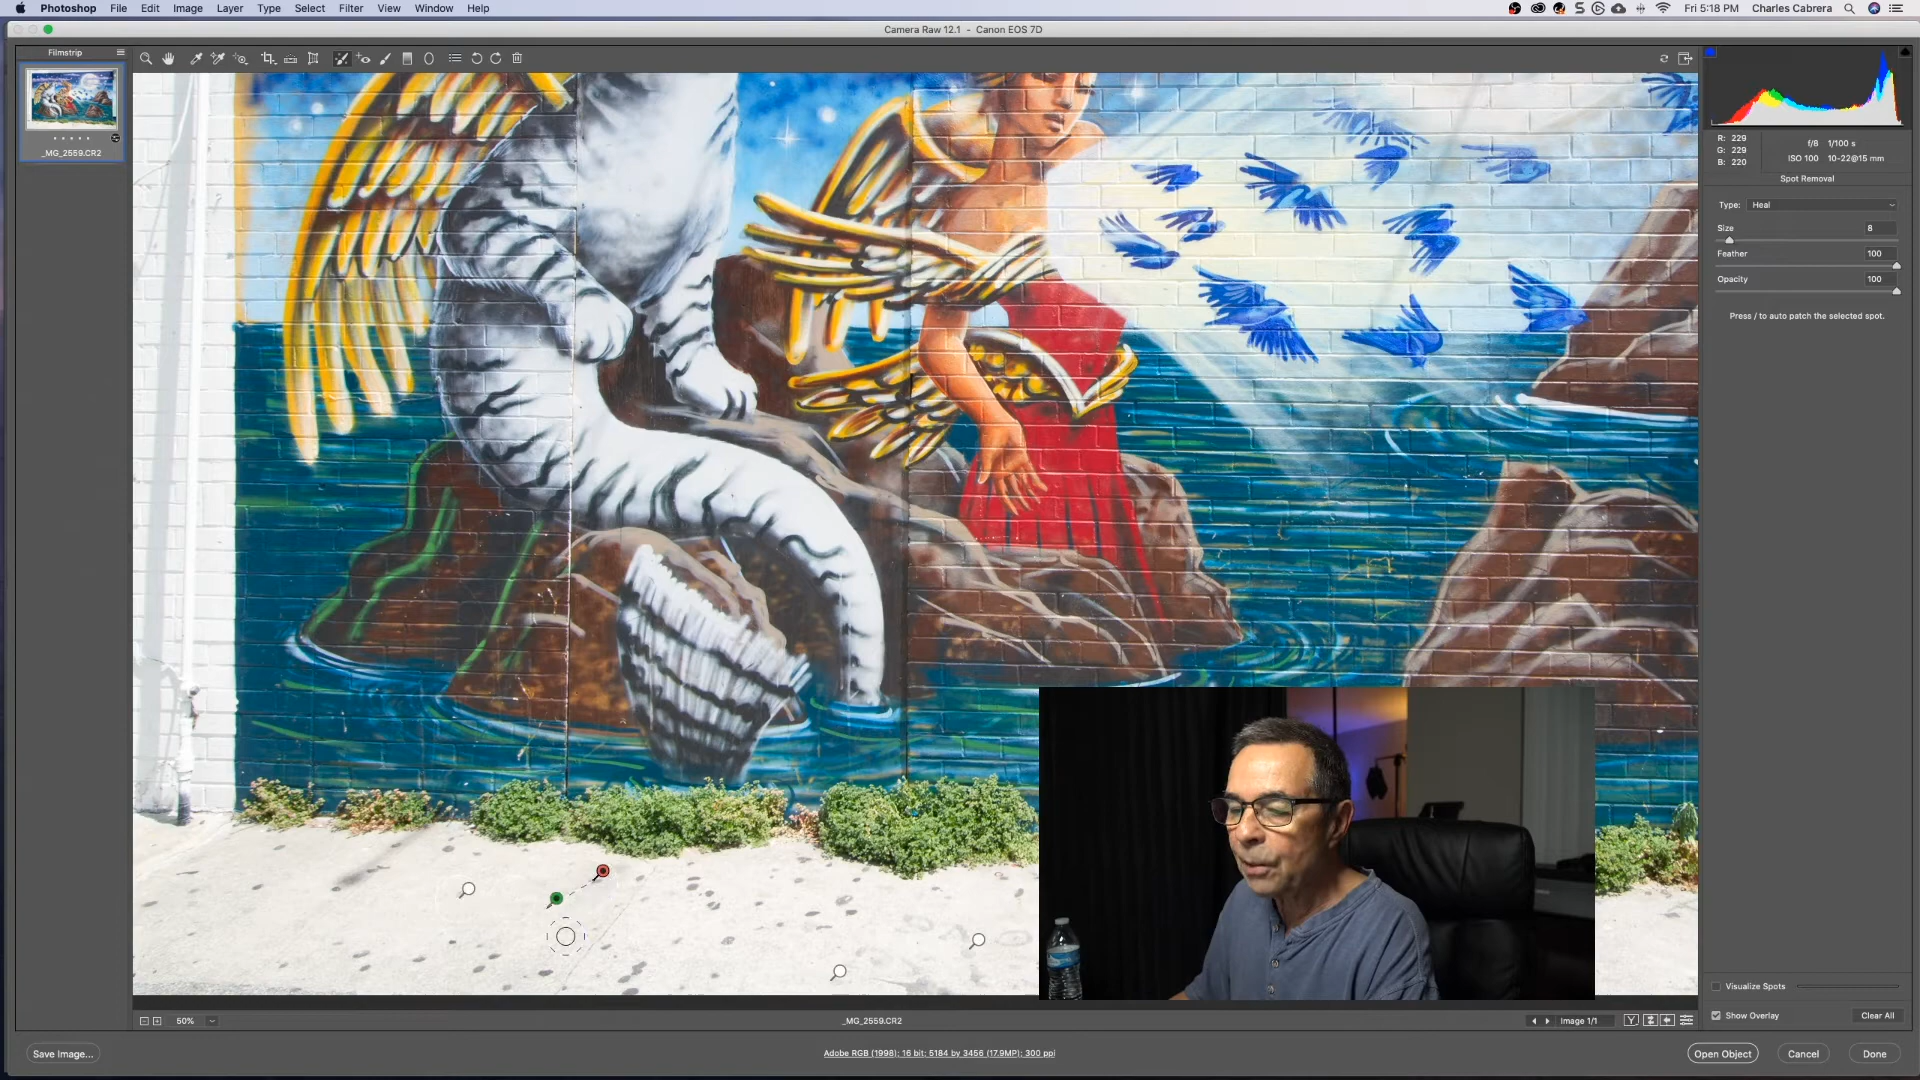 Photoshop File Edit Image Layer Type Select Filter View Window Help Fri 5:18 PM Charles Cabrera
Camera Raw 12.1 - Canon EOS 7D
Filmstrip
_MG_2559.CR2
R: 229
G: 229
B: 220
f/8 1/100 s
ISO 100 10-22@15 mm
Spot Removal
Type: Heal
Size 8
Feather 100
Opacity 100
Press / to auto patch the selected spot.
Visualize Spots
Show Overlay Clear All
50% _MG_2559.CR2 Image 1/1 Y
Save Image... Adobe RGB (1998); 16 bit; 5184 by 3456 (17.9MP); 300 ppi Open Object Cancel Done